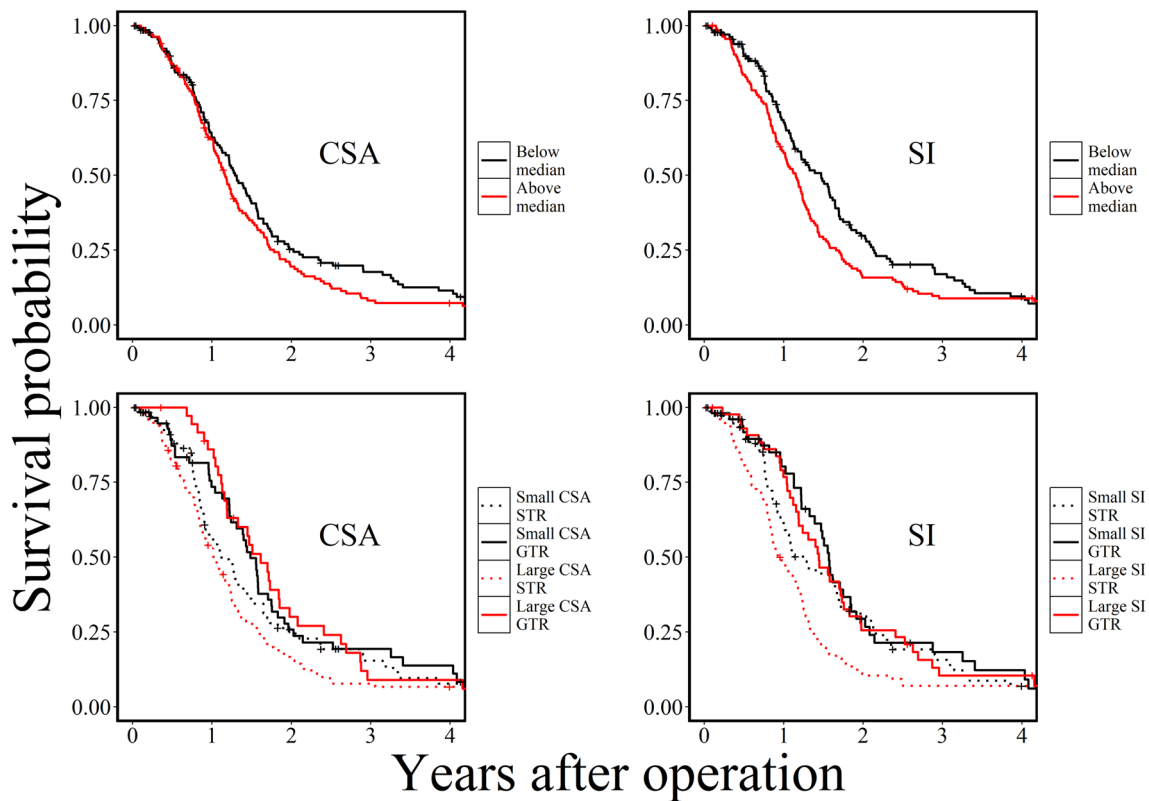 Survival probability
1.00
0.75
0.50
0.25
0.00
0 1 2 3 4
CSA
Below
median
Above
median
1.00
0.75
0.50
0.25
0.00
0 1 2 3 4
SI
Below
median
Above
median
1.00
0.75
0.50
0.25
0.00
0 1 2 3 4
CSA
Small CSA
STR
Small CSA
GTR
Large CSA
STR
Large CSA
GTR
1.00
0.75
0.50
0.25
0.00
0 1 2 3 4
SI
Small SI
STR
Small SI
GTR
Large SI
STR
Large SI
GTR
Years after operation